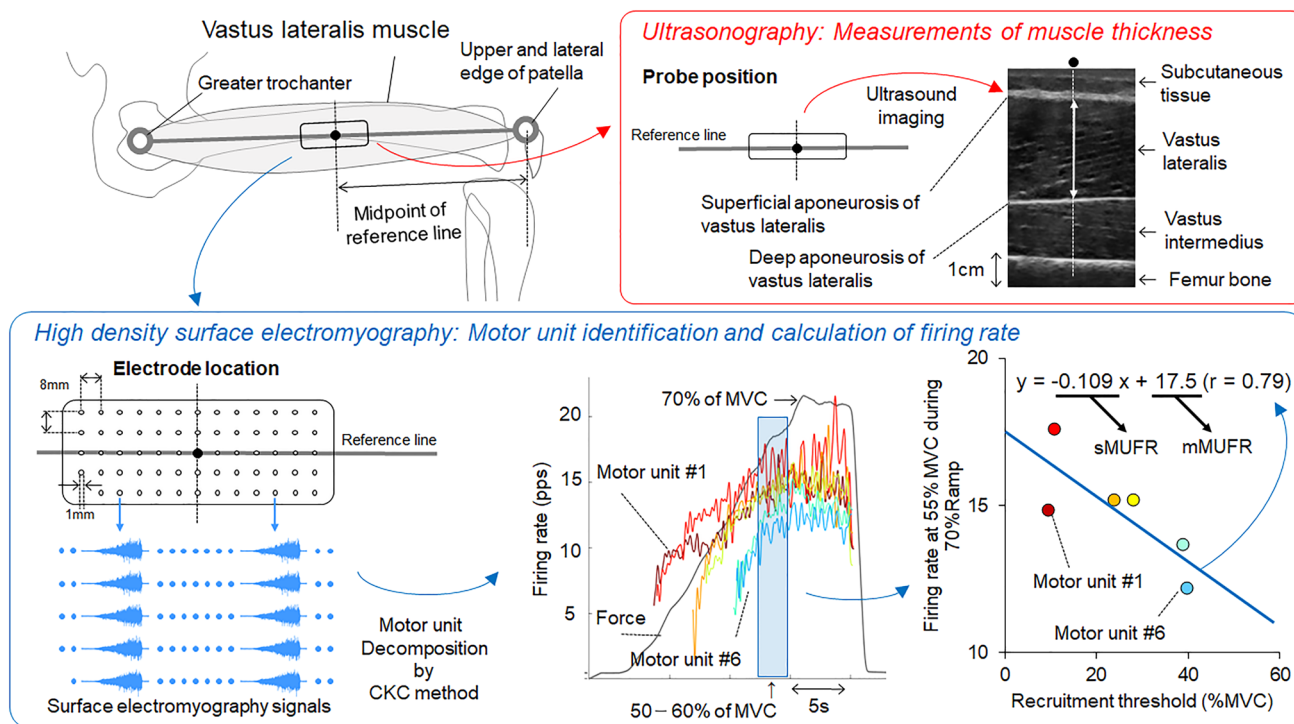 Vastus lateralis muscle
Greater trochanter
Upper and lateral
edge of patella
Midpoint of
reference line
Ultrasonography: Measurements of muscle thickness
Probe position
Ultrasound
imaging
Reference line
Superficial aponeurosis of
vastus lateralis
Deep aponeurosis of
vastus lateralis
1cm
Subcutaneous
tissue
Vastus
lateralis
Vastus
intermedius
Femur bone
High density surface electromyography: Motor unit identification and calculation of firing rate
Electrode location
8mm
Reference line
1mm
Surface electromyography signals
Motor unit
Decomposition
by
CKC method
Firing rate (pps)
20
15
10
5
70% of MVC
Motor unit #1
Force
Motor unit #6
50 – 60% of MVC
5s
Firing rate at 55% MVC during
70%Ramp
20
15
10
y = -0.109 x + 17.5 (r = 0.79)
sMUFR
mMUFR
Motor unit #1
Motor unit #6
0
20
40
60
Recruitment threshold (%MVC)